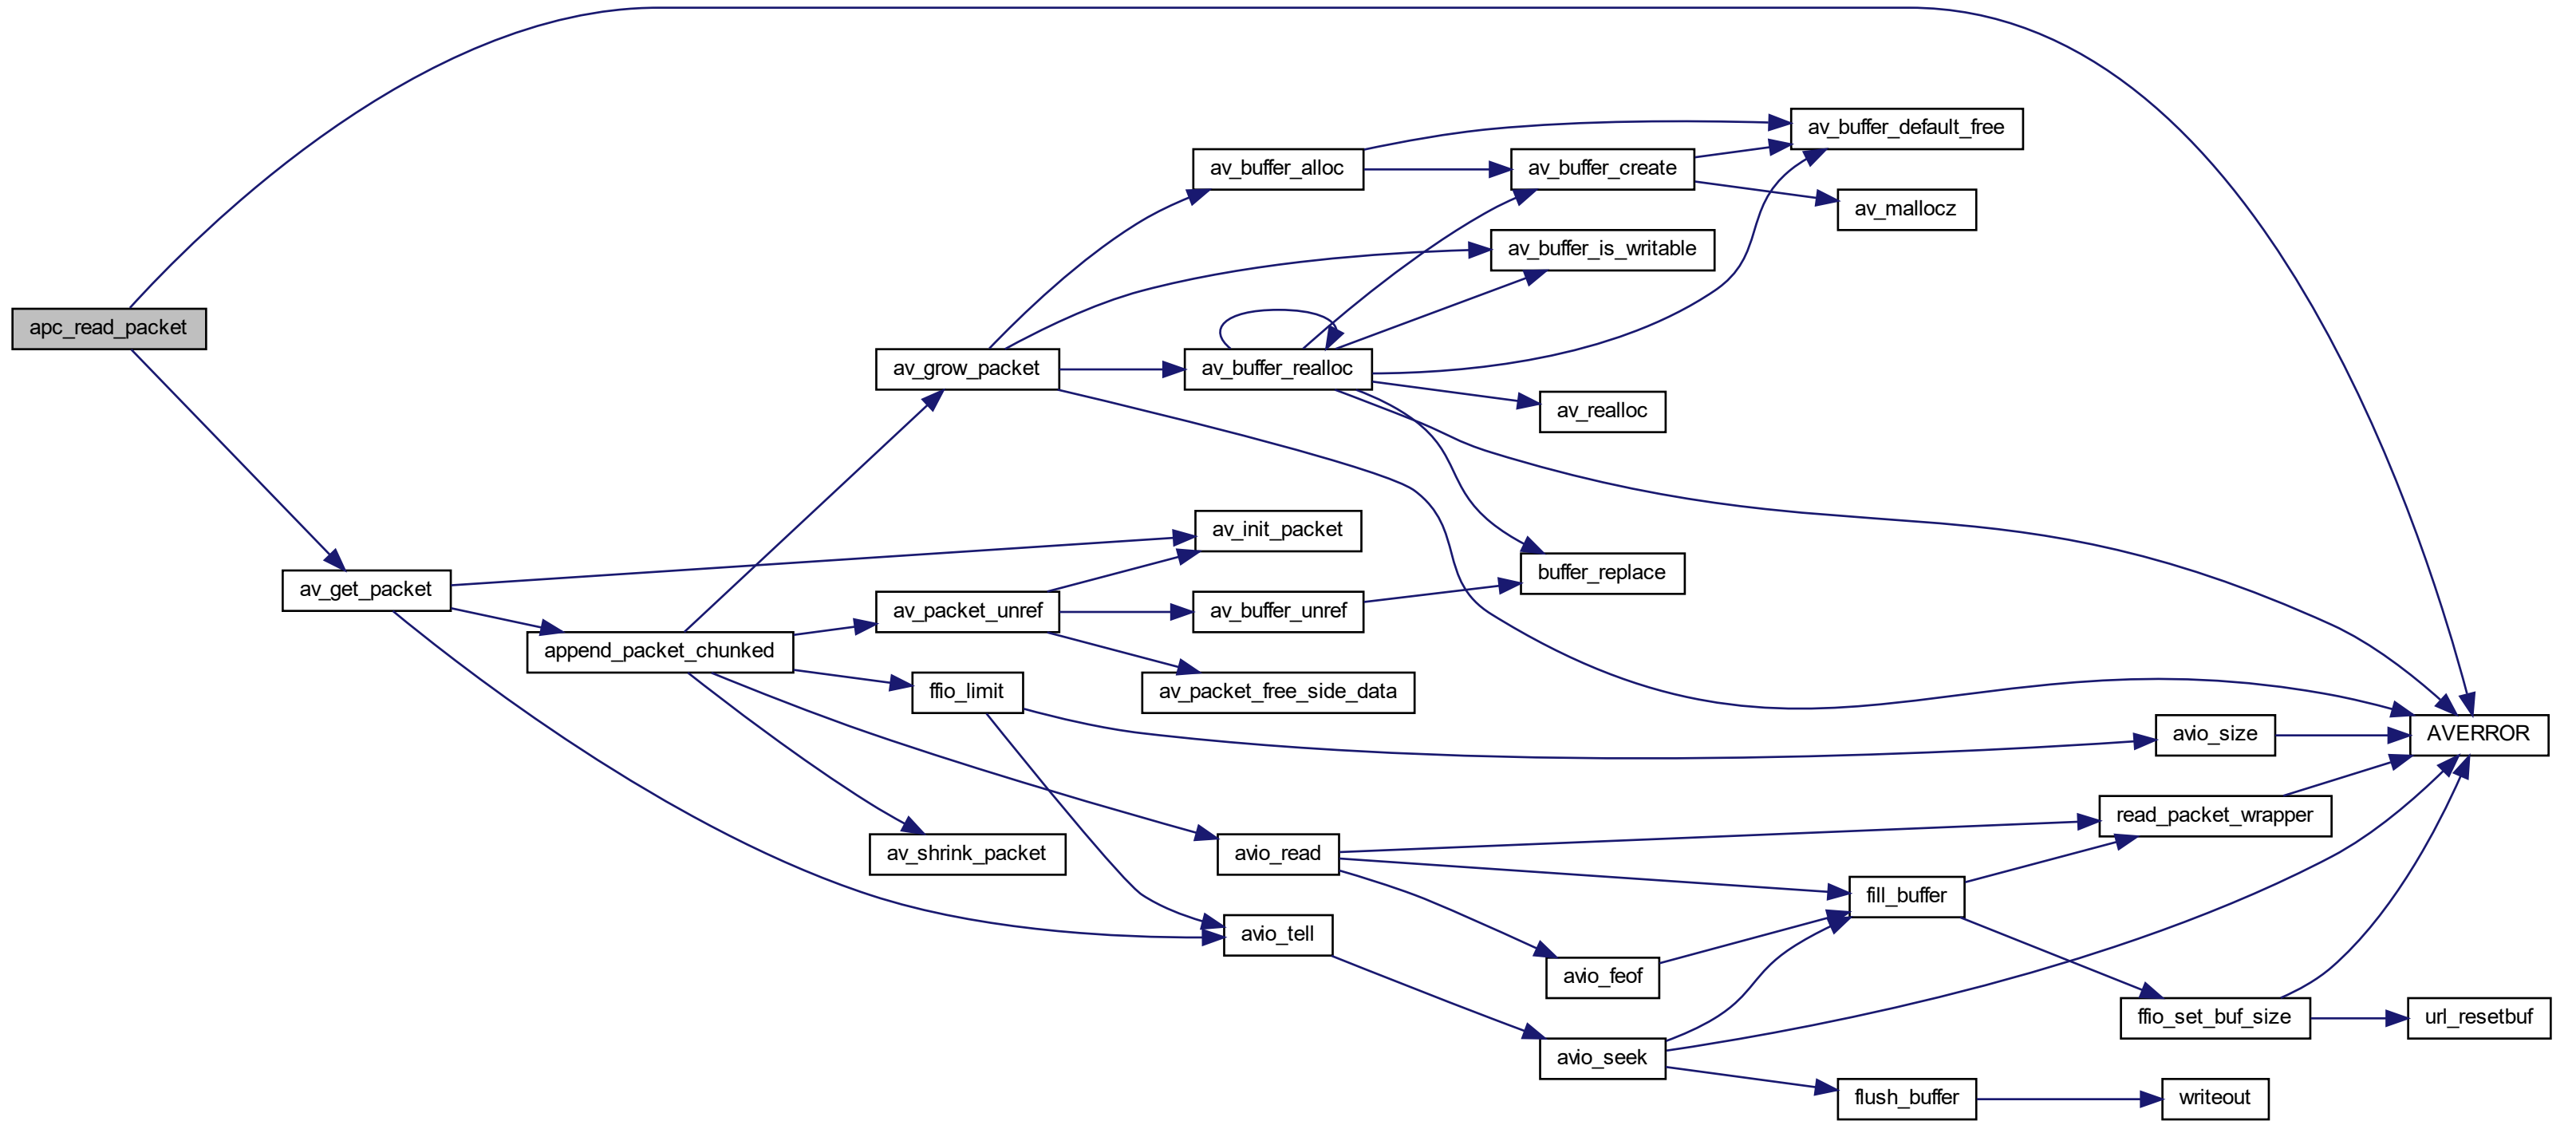 av_buffer_default_free
av_buffer_alloc
av_buffer_create
av_mallocz
av_buffer_is_writable
apc_read_packet
av_grow_packet
av_buffer_realloc
av_realloc
av_init_packet
buffer_replace
av_get_packet
av_packet_unref
av_buffer_unref
append_packet_chunked
ffio_limit
av_packet_free_side_data
avio_size
AVERROR
read_packet_wrapper
av_shrink_packet
avio_read
fill_buffer
avio_tell
avio_feof
ffio_set_buf_size
url_resetbuf
avio_seek
flush_buffer
writeout